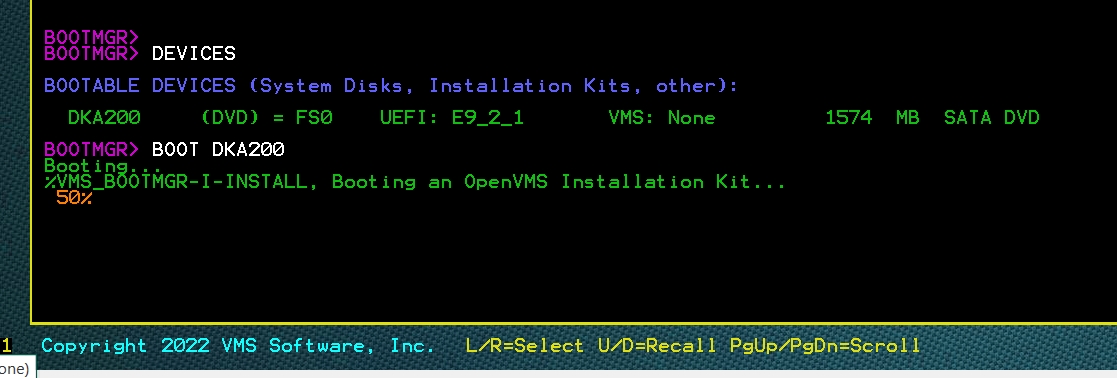 BOOTMGR>
BOOTMGR> DEVICES
BOOTABLE DEVICES (System Disks, Installation Kits, other):
DKA200 (DVD) = FS0 UEFI: E9_2_1 VMS: None 1574 MB SATA DVD
BOOTMGR> BOOT DKA200
Booting...
%VMS_BOOTMGR-I-INSTALL, Booting an OpenVMS Installation Kit...
50%
1 Copyright 2022 VMS Software, Inc. L/R=Select U/D=Recall PgUp/PgDn=Scroll
one)